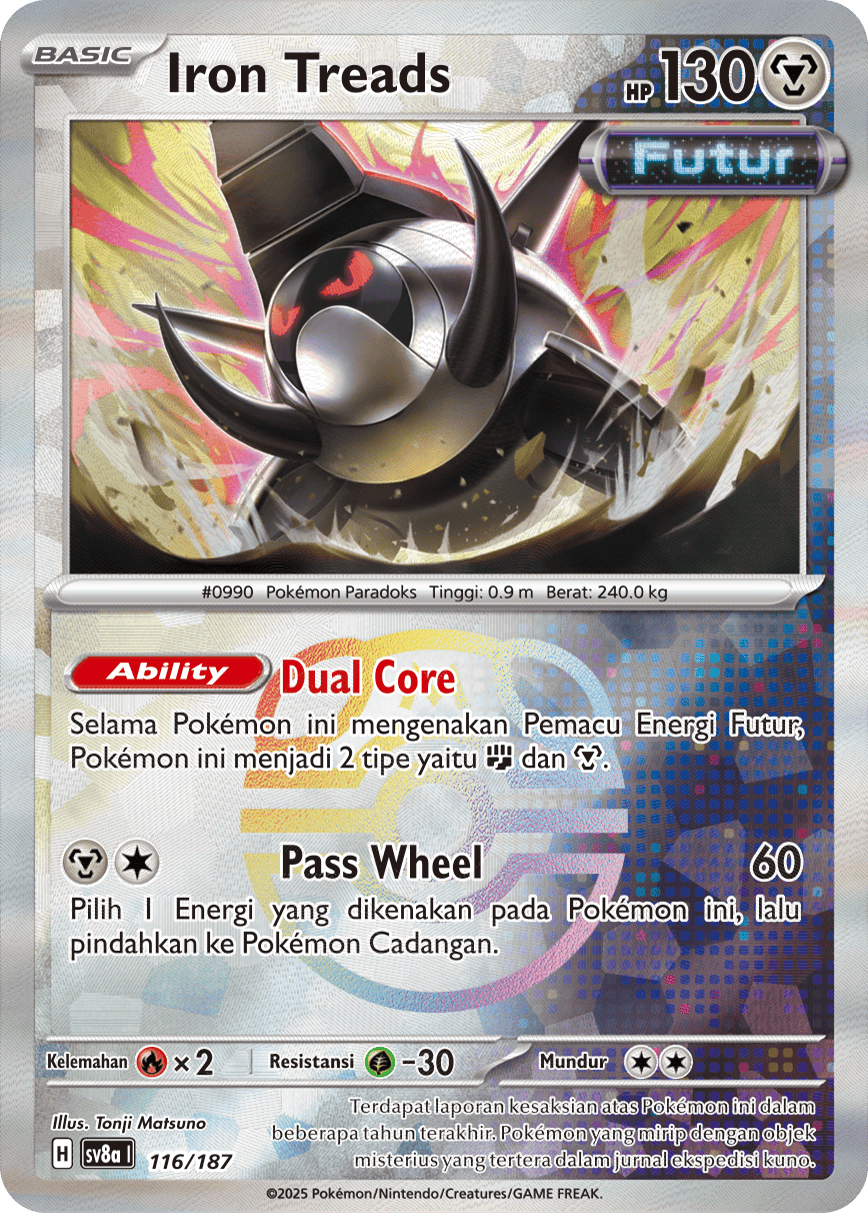 BASIC
Iron Treads
HP 130
Futur
#0990 Pokémon Paradoks Tinggi: 0.9 m Berat: 240.0 kg
Ability Dual Core
Selama Pokémon ini mengenakan Pemacu Energi Futur,
Pokémon ini menjadi 2 tipe yaitu dan .
Pass Wheel 60
Pilih 1 Energi yang dikenakan pada Pokémon ini, lalu
pindahkan ke Pokémon Cadangan.
Kelemahan ×2 Resistansi −30 Mundur
Illus. Tonji Matsuno
Terdapat laporan kesaksian atas Pokémon ini dalam
beberapa tahun terakhir. Pokémon yang mirip dengan objek
misterius yang tertera dalam jurnal ekspedisi kuno.
H sv8a I 116/187
©2025 Pokémon/Nintendo/Creatures/GAME FREAK.